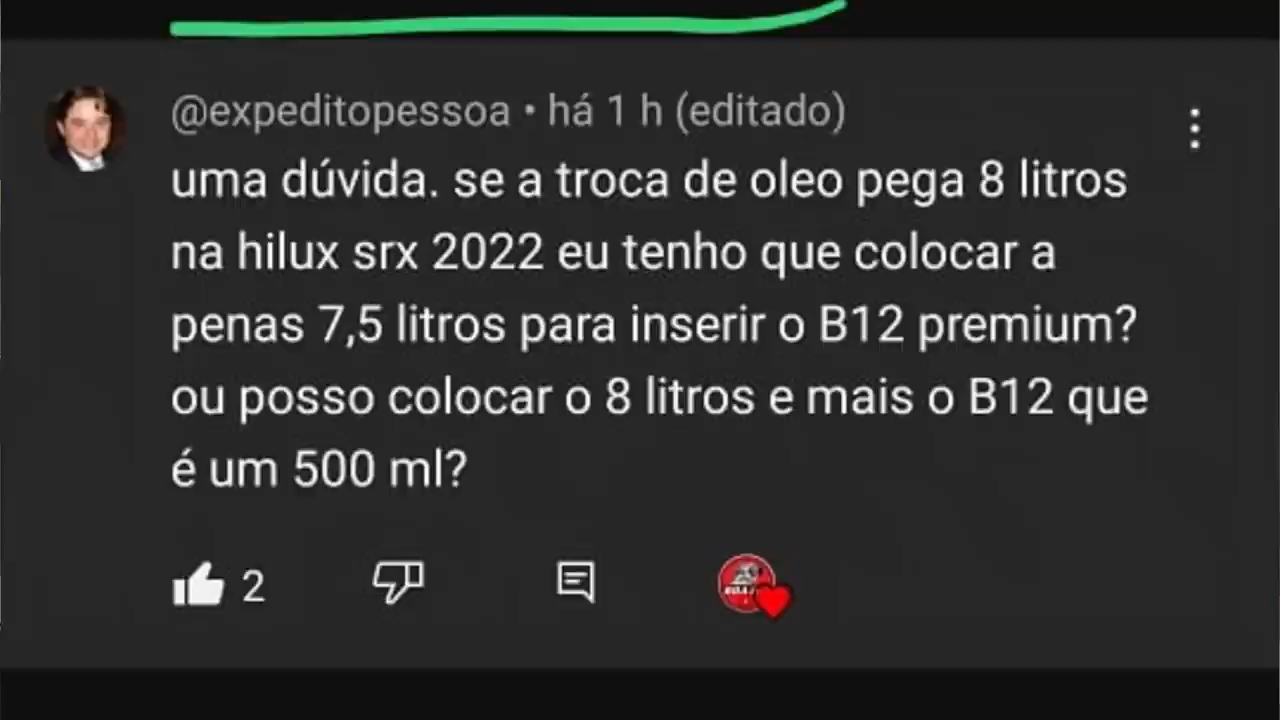 @expeditopessoa • há 1 h (editado)
uma dúvida. se a troca de oleo pega 8 litros
na hilux srx 2022 eu tenho que colocar a
penas 7,5 litros para inserir o B12 premium?
ou posso colocar o 8 litros e mais o B12 que
é um 500 ml?
2